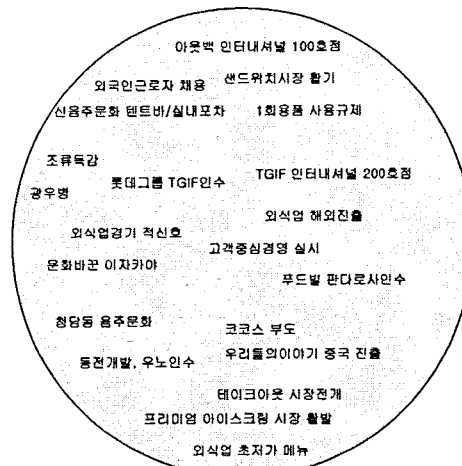 아웃백 인터내셔널 100호점
외국인근로자 채용
샌드위치시장 활기
신음주문화 텐트바/실내포차
1회용품 사용규제
조류독감
롯데그룹 TGIF인수
TGIF 인터내셔널 200호점
광우병
외식업 해외진출
외식업경기 적신호
고객중심경영 실시
문화바꾼 이자카야
푸드빌 판다로사인수
청담동 음주문화
코코스 부도
우리들의이야기 중국 진출
동전개발, 우노인수
테이크아웃 시장전개
프리미엄 아이스크림 시장 활발
외식업 초저가 메뉴